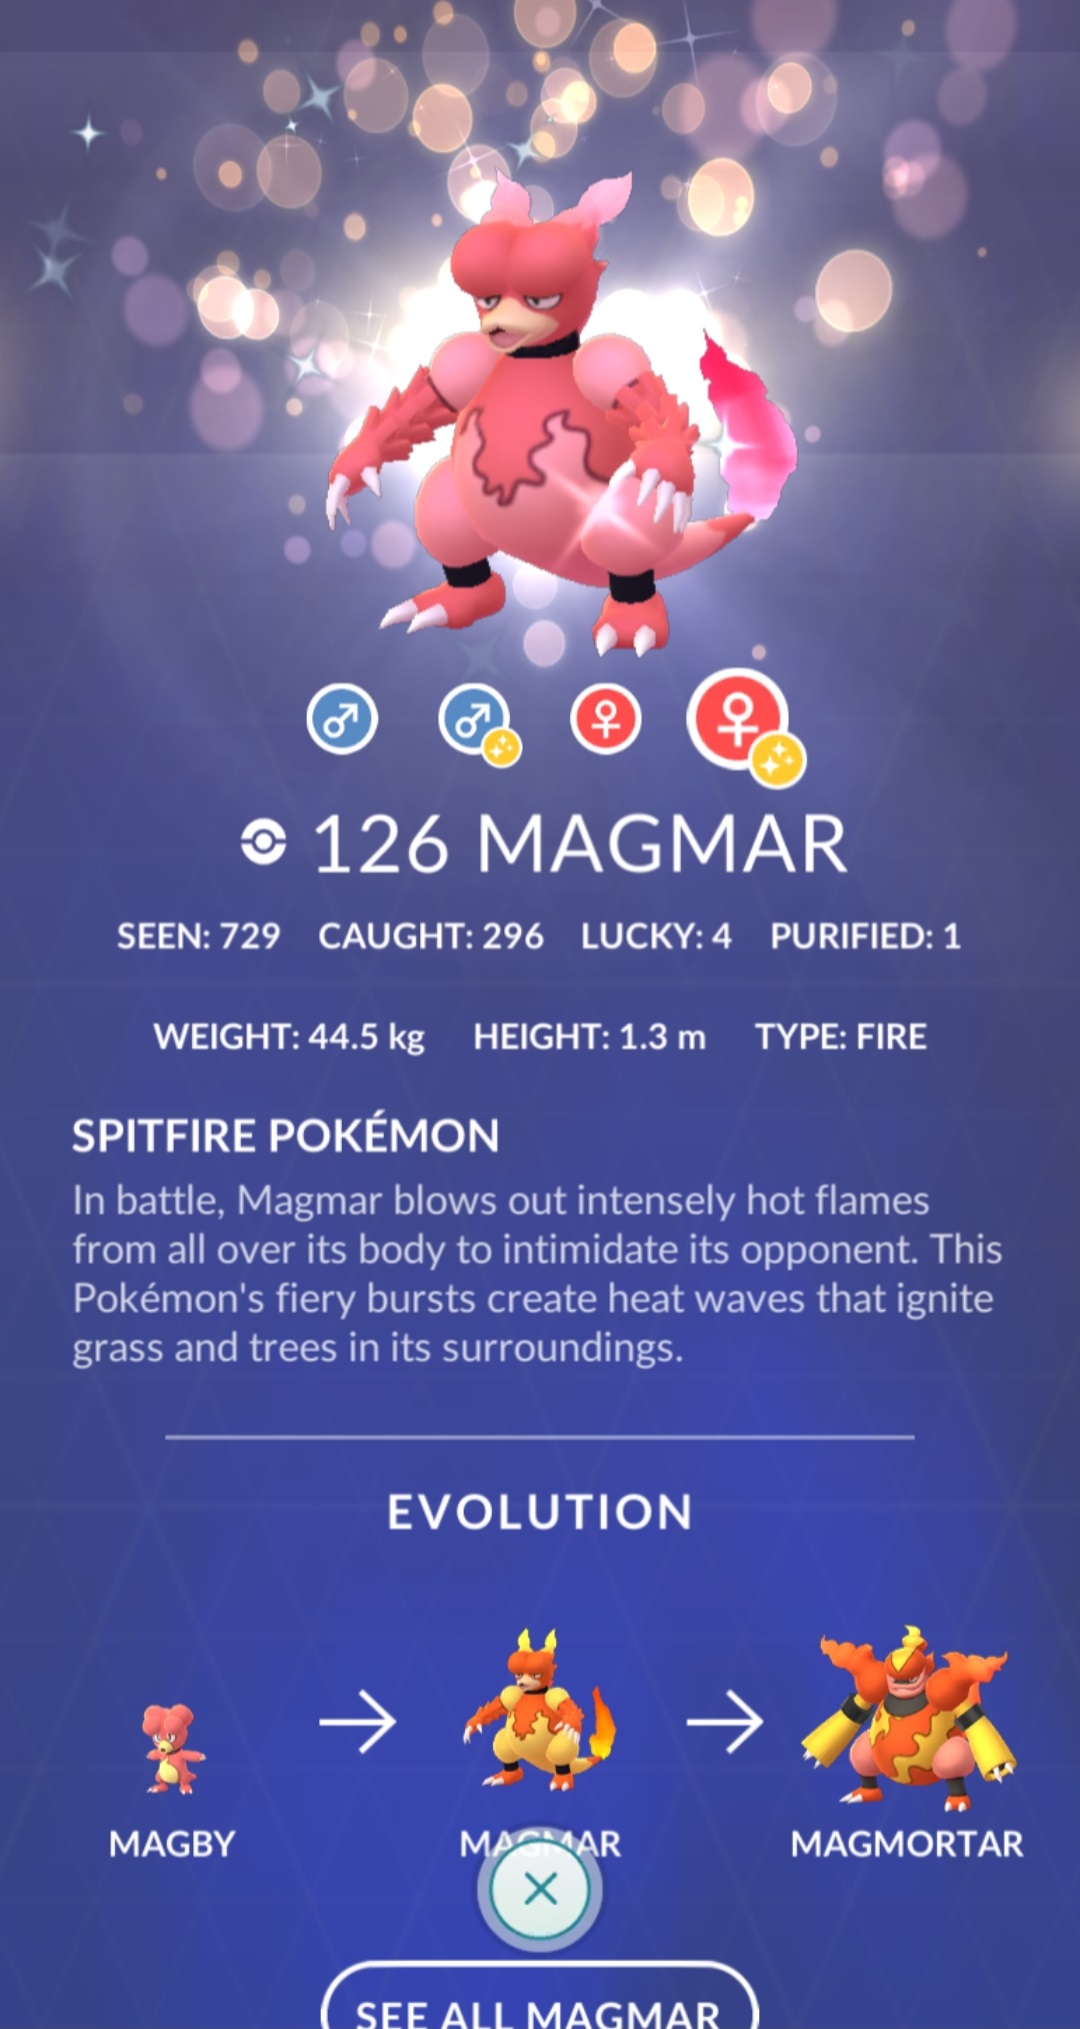 126 MAGMAR
SEEN: 729 CAUGHT: 296 LUCKY: 4 PURIFIED: 1
WEIGHT: 44.5 kg HEIGHT: 1.3 m TYPE: FIRE
SPITFIRE POKÉMON
In battle, Magmar blows out intensely hot flames
from all over its body to intimidate its opponent. This
Pokémon's fiery bursts create heat waves that ignite
grass and trees in its surroundings.
EVOLUTION
MAGBY MAGMAR MAGMORTAR
SEE ALL MAGMAR